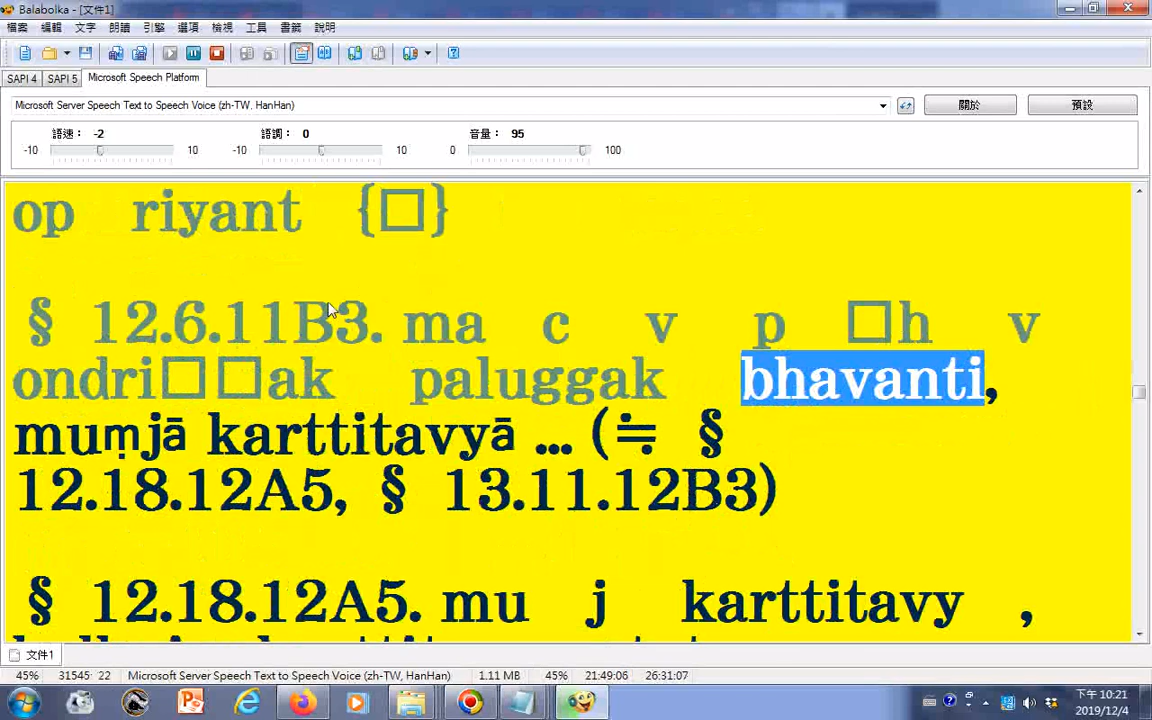 Balabolka - [文件1]
檔案 編輯 文字 朗讀 引擎 選項 檢視 工具 書籤 說明
SAPI 4 SAPI 5 Microsoft Speech Platform
Microsoft Server Speech Text to Speech Voice (zh-TW, HanHan) 關於 預設
語速： -2 語調： 0 音量： 95
-10 10 -10 10 0 100
op riyant {□}
§ 12.6.11B3. ma c v p □h v
ondri□□ak paluggak bhavanti,
muṃjā karttitavyā ... (≒ §
12.18.12A5, § 13.11.12B3)
§ 12.18.12A5. mu j karttitavy ,
文件1
45% 31545: 22 Microsoft Server Speech Text to Speech Voice (zh-TW, HanHan) 1.11 MB 45% 21:49:06 26:31:07
下午 10:21
2019/12/4